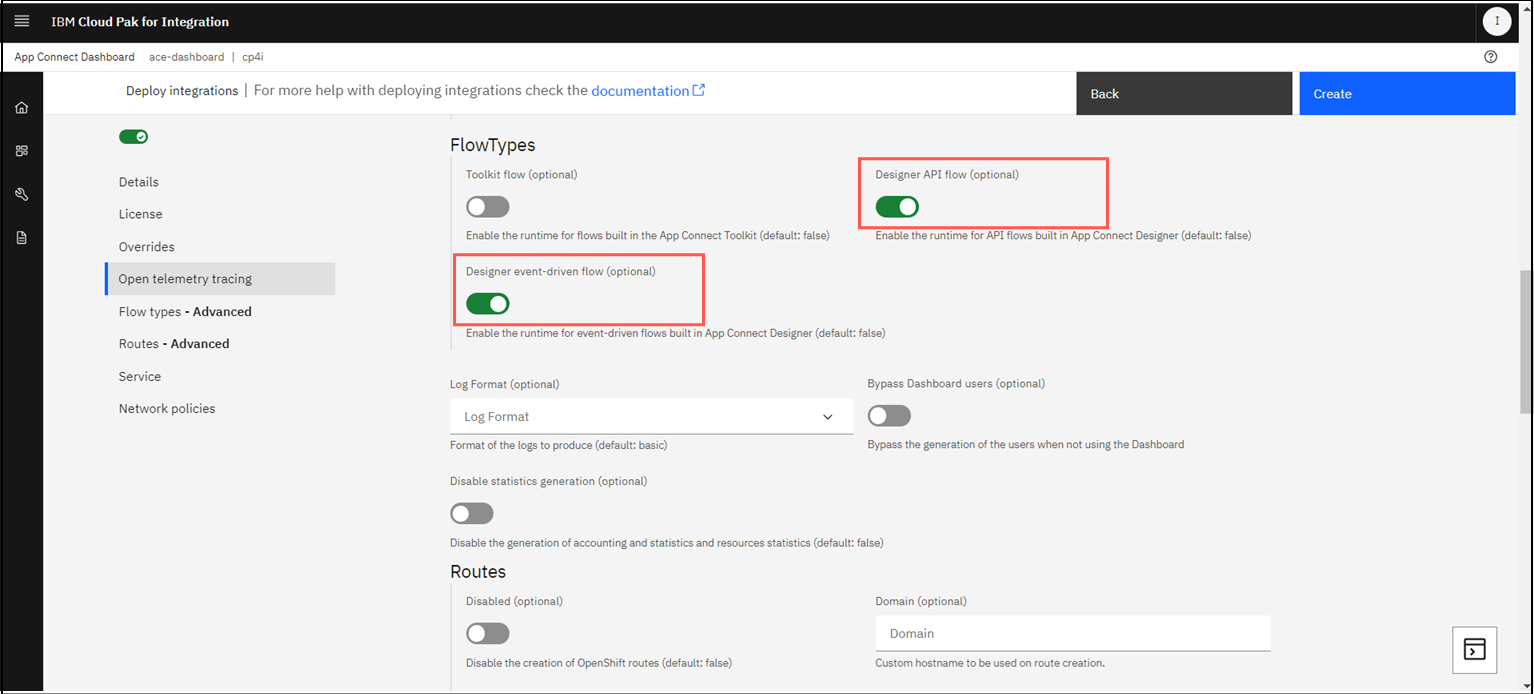 IBM Cloud Pak for Integration
I
App Connect Dashboard ace-dashboard | cp4i
Deploy integrations | For more help with deploying integrations check the documentation
Back
Create
Details
License
Overrides
Open telemetry tracing
Flow types - Advanced
Routes - Advanced
Service
Network policies
FlowTypes
Toolkit flow (optional)
Enable the runtime for flows built in the App Connect Toolkit (default: false)
Designer API flow (optional)
Enable the runtime for API flows built in App Connect Designer (default: false)
Designer event-driven flow (optional)
Enable the runtime for event-driven flows built in App Connect Designer (default: false)
Log Format (optional)
Log Format
Format of the logs to produce (default: basic)
Bypass Dashboard users (optional)
Bypass the generation of the users when not using the Dashboard
Disable statistics generation (optional)
Disable the generation of accounting and statistics and resources statistics (default: false)
Routes
Disabled (optional)
Disable the creation of OpenShift routes (default: false)
Domain (optional)
Domain
Custom hostname to be used on route creation.